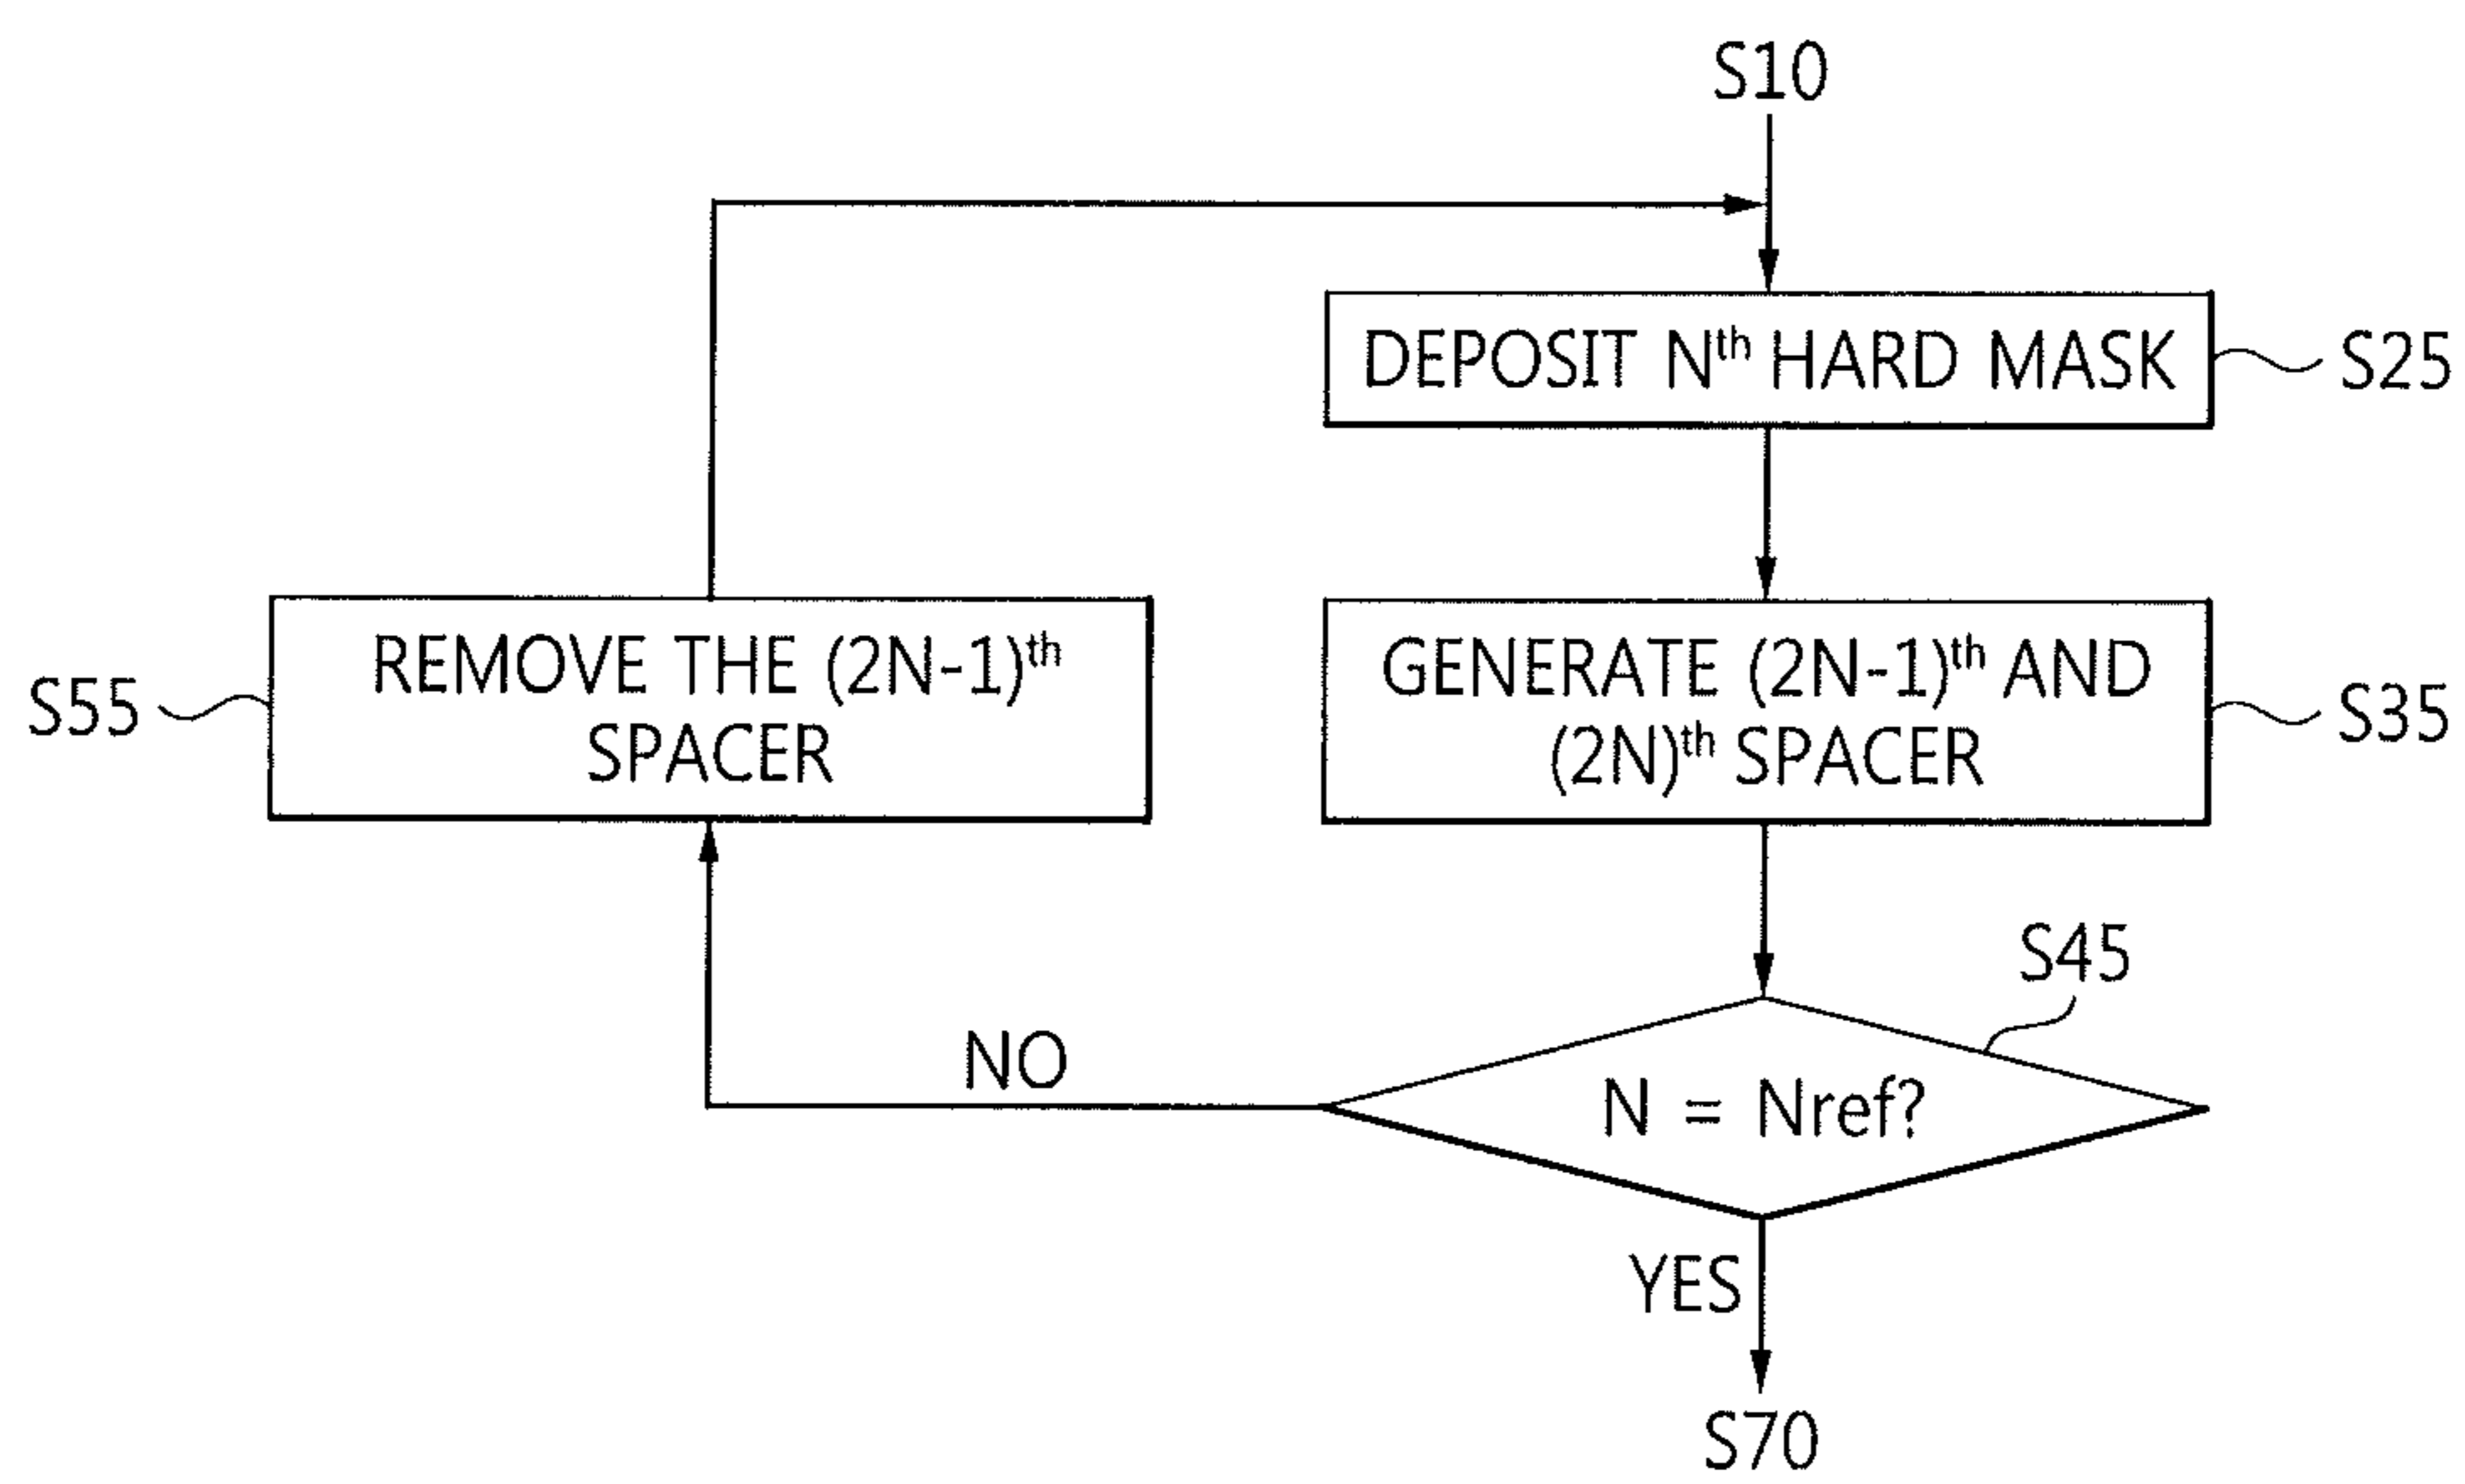 S10
DEPOSIT Nth HARD MASK
S25
REMOVE THE (2N-1)th
SPACER
S55
GENERATE (2N-1)th AND
(2N)th SPACER
S35
S45
NO
N = Nref?
YES
S70